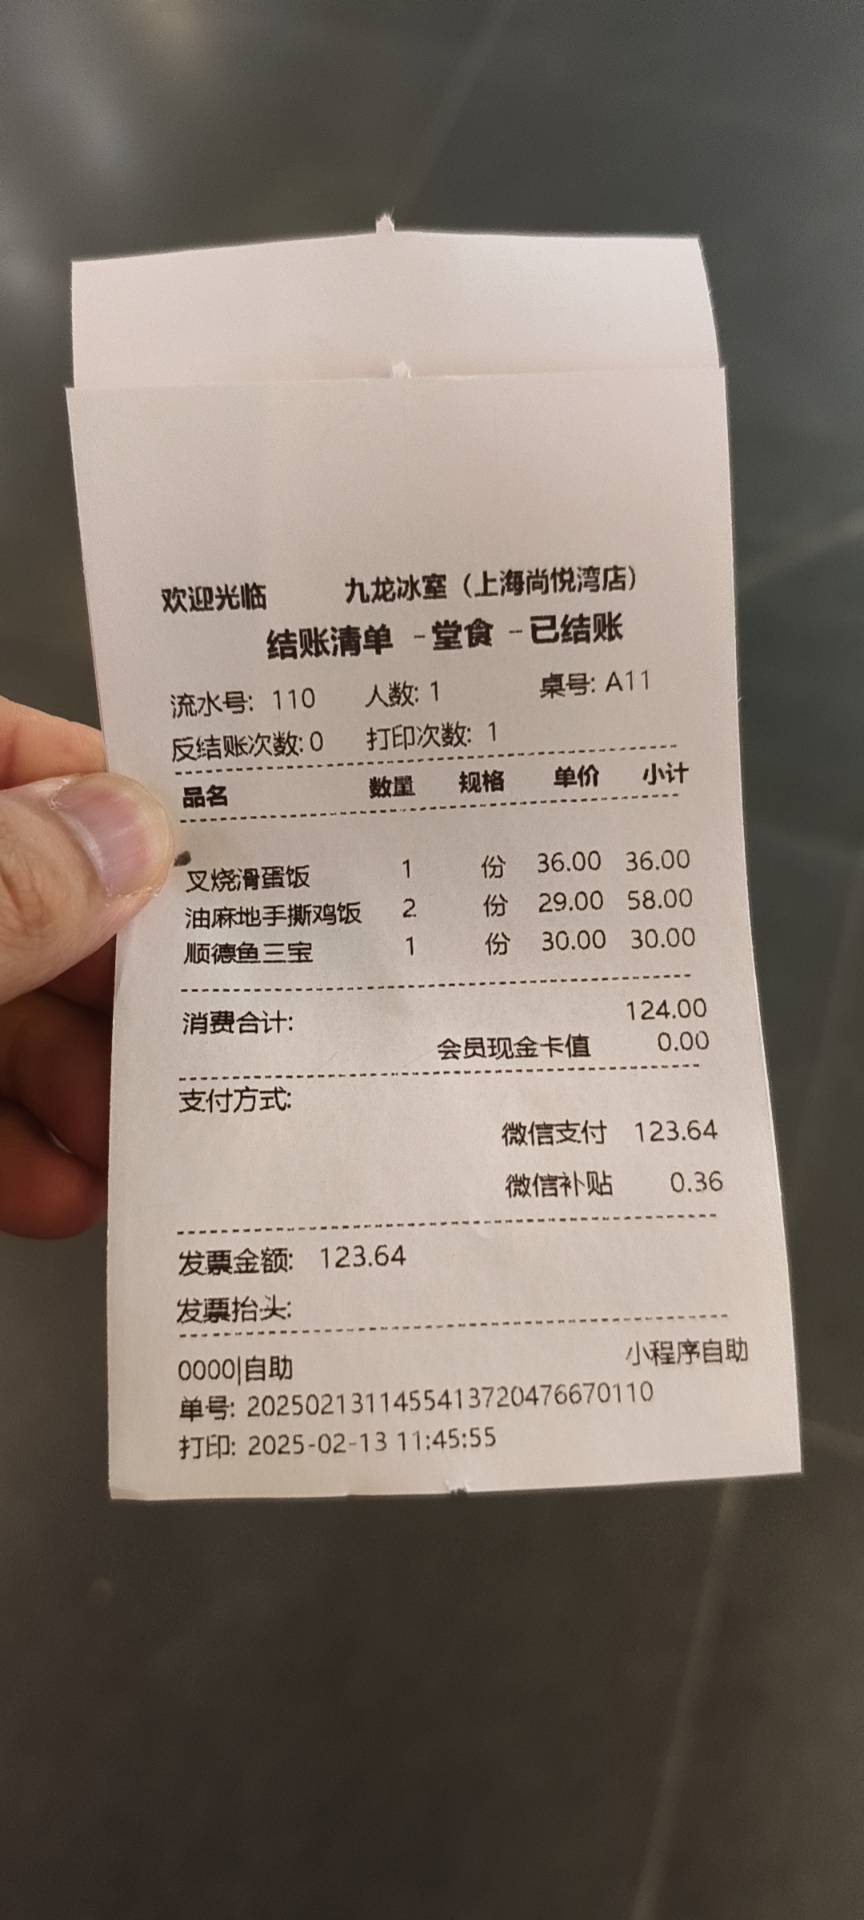 欢迎光临 九龙冰室（上海尚悦湾店）
结账清单 -堂食 -已结账
流水号: 110 人数: 1 桌号: A11
反结账次数: 0 打印次数: 1
品名 数量 规格 单价 小计
叉烧滑蛋饭 1 份 36.00 36.00
油麻地手撕鸡饭 2 份 29.00 58.00
顺德鱼三宝 1 份 30.00 30.00
消费合计: 124.00
会员现金卡值 0.00
支付方式:
微信支付 123.64
微信补贴 0.36
发票金额: 123.64
发票抬头:
0000|自助 小程序自助
单号: 2025021311455413720476670110
打印: 2025-02-13 11:45:55